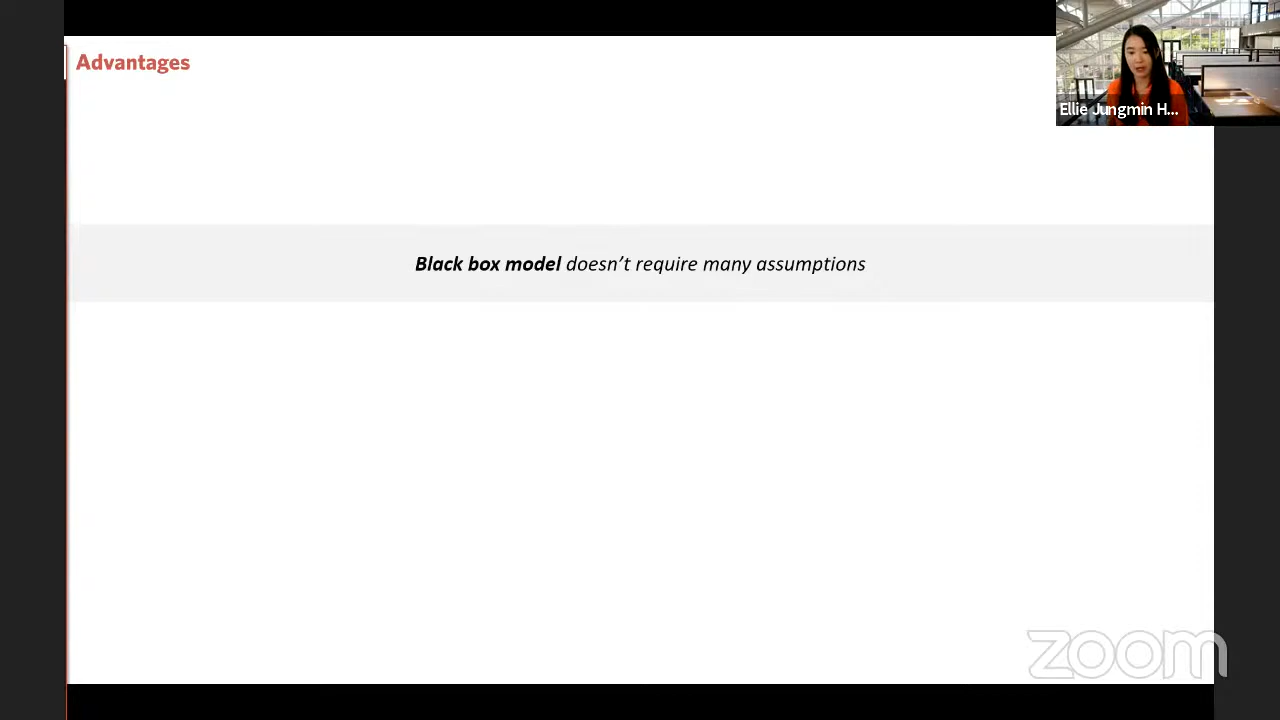 Advantages
Ellie Jungmin H...
Black box model doesn't require many assumptions
zoom